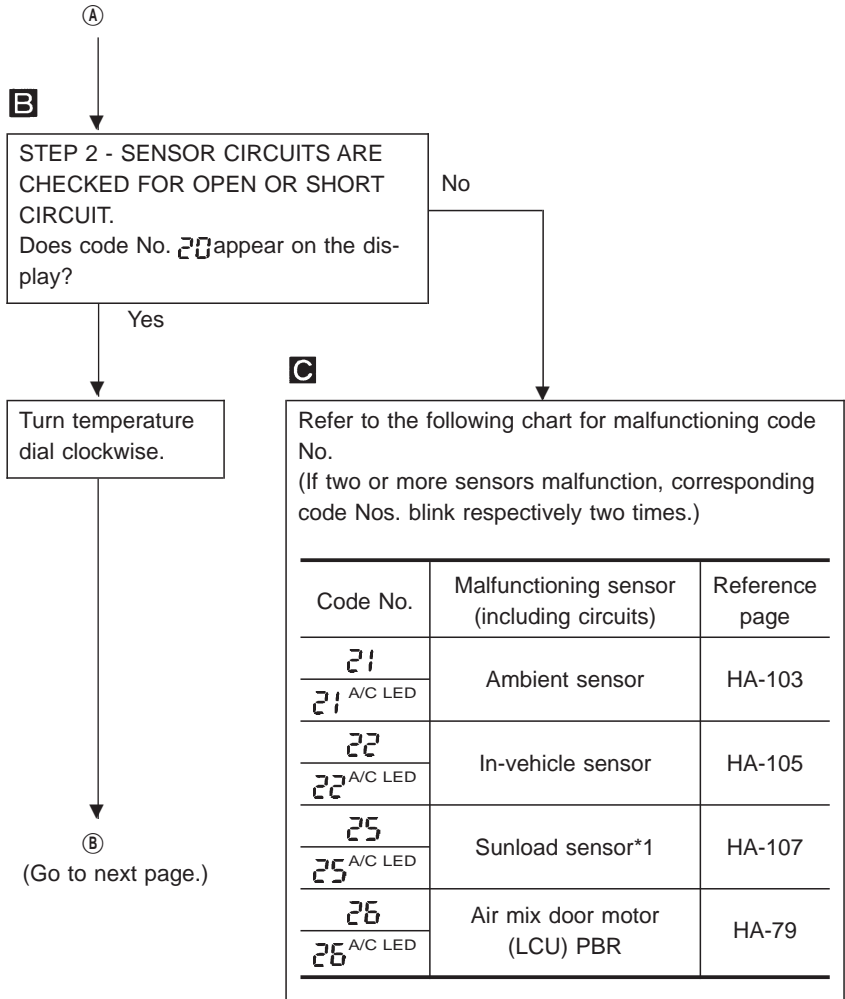 Ⓐ
B
STEP 2 - SENSOR CIRCUITS ARE
CHECKED FOR OPEN OR SHORT
CIRCUIT.
Does code No. 20 appear on the dis-
play?
No
Yes
Turn temperature
dial clockwise.
Ⓑ
(Go to next page.)
C
Refer to the following chart for malfunctioning code
No.
(If two or more sensors malfunction, corresponding
code Nos. blink respectively two times.)
Code No. Malfunctioning sensor (including circuits) Reference page
21
21 A/C LED
Ambient sensor HA-103
22
22 A/C LED
In-vehicle sensor HA-105
25
25 A/C LED
Sunload sensor*1 HA-107
26
26 A/C LED
Air mix door motor
(LCU) PBR
HA-79